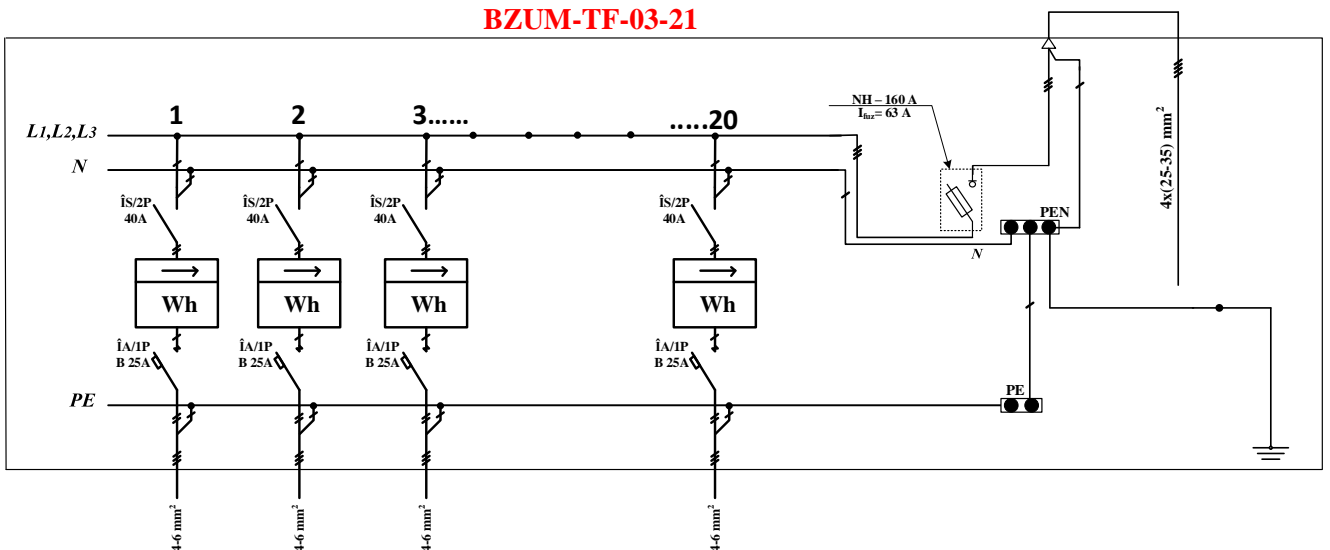 BZUM-TF-03-21
NH – 160 A
I_fuz = 63 A
1
2
3......
.....20
L1,L2,L3
N
ÎS/2P
40A
ÎS/2P
40A
ÎS/2P
40A
ÎS/2P
40A
4x(25-35) mm²
PEN
N
Wh
Wh
Wh
Wh
ÎA/1P
B 25A
ÎA/1P
B 25A
ÎA/1P
B 25A
ÎA/1P
B 25A
PE
PE
4-6 mm²
4-6 mm²
4-6 mm²
4-6 mm²